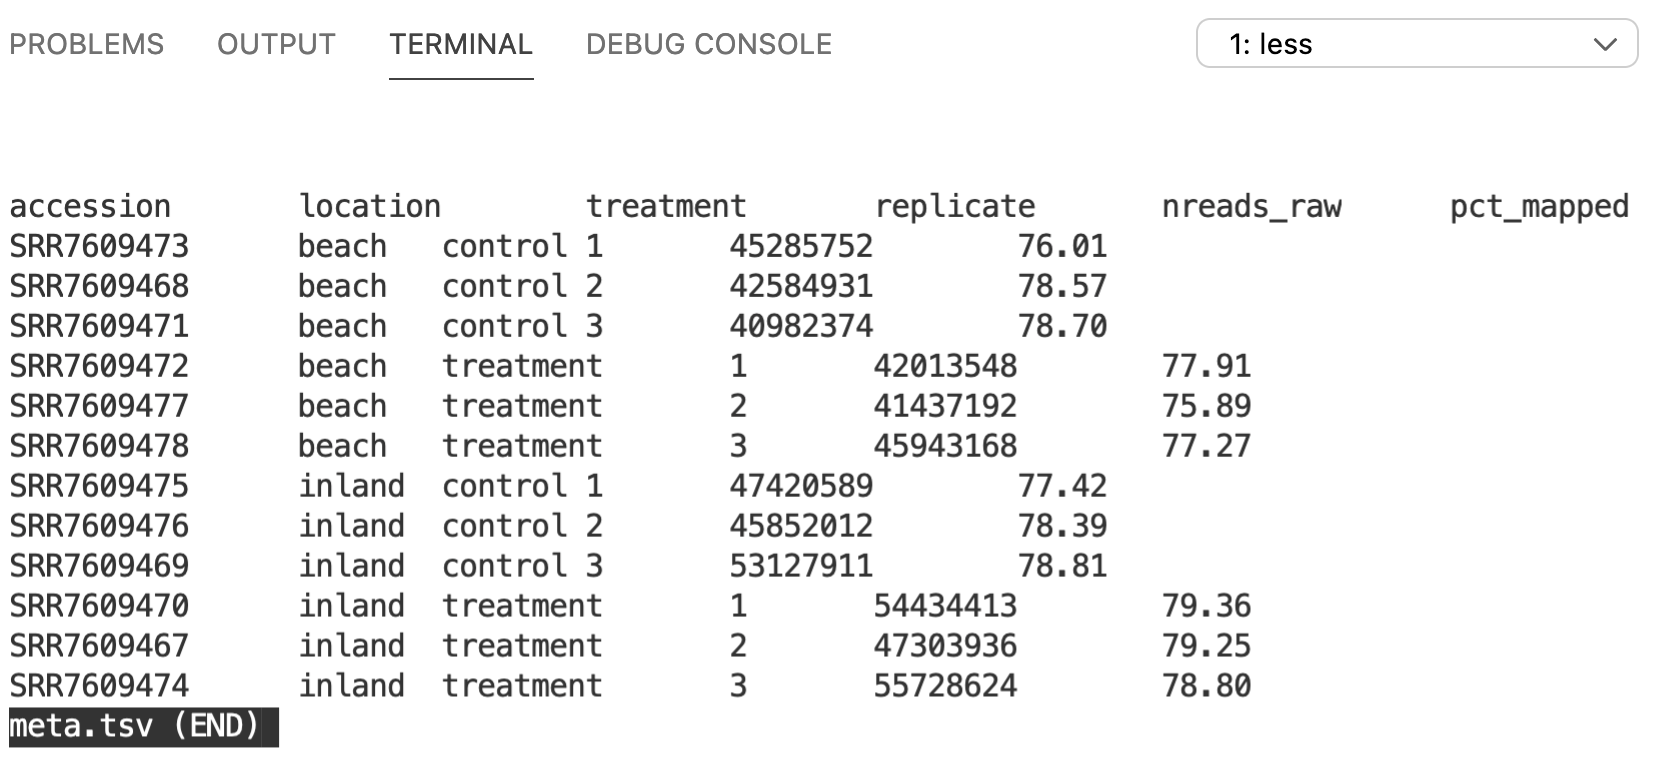 PROBLEMS OUTPUT TERMINAL DEBUG CONSOLE 1: less
accession location treatment replicate nreads_raw pct_mapped
SRR7609473 beach control 1 45285752 76.01
SRR7609468 beach control 2 42584931 78.57
SRR7609471 beach control 3 40982374 78.70
SRR7609472 beach treatment 1 42013548 77.91
SRR7609477 beach treatment 2 41437192 75.89
SRR7609478 beach treatment 3 45943168 77.27
SRR7609475 inland control 1 47420589 77.42
SRR7609476 inland control 2 45852012 78.39
SRR7609469 inland control 3 53127911 78.81
SRR7609470 inland treatment 1 54434413 79.36
SRR7609467 inland treatment 2 47303936 79.25
SRR7609474 inland treatment 3 55728624 78.80
meta.tsv (END)